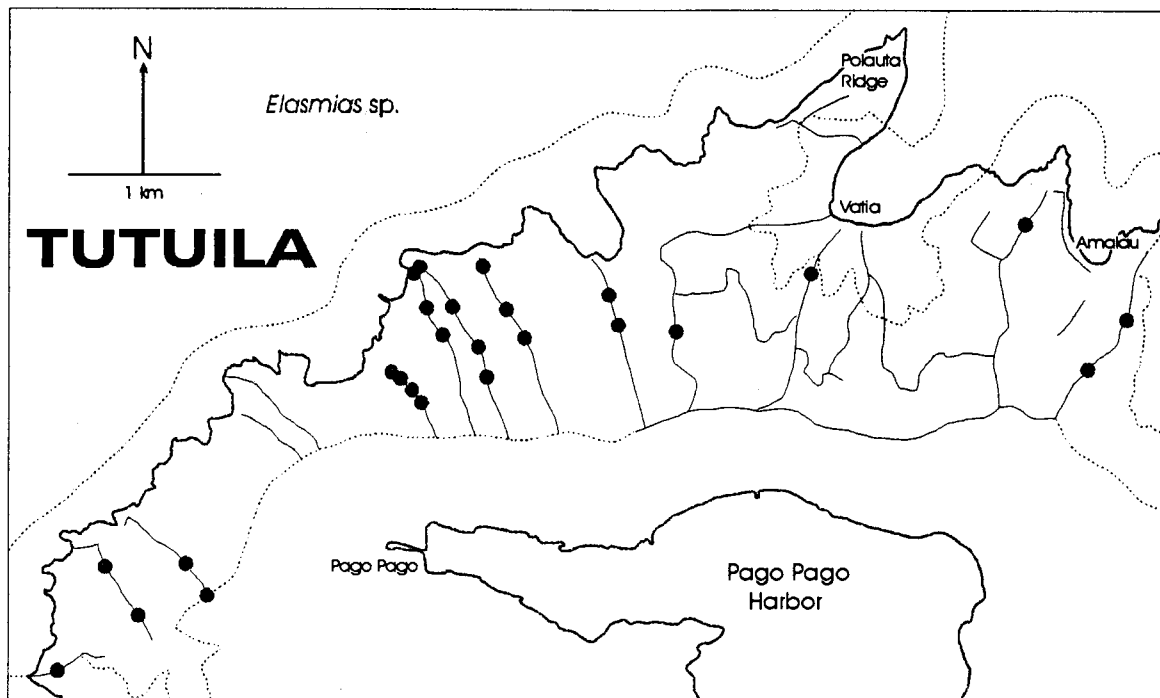 N
Elasmias sp.
1 km
TUTUILA
Polauta
Ridge
Vatia
Amalau
Pago Pago
Pago Pago
Harbor